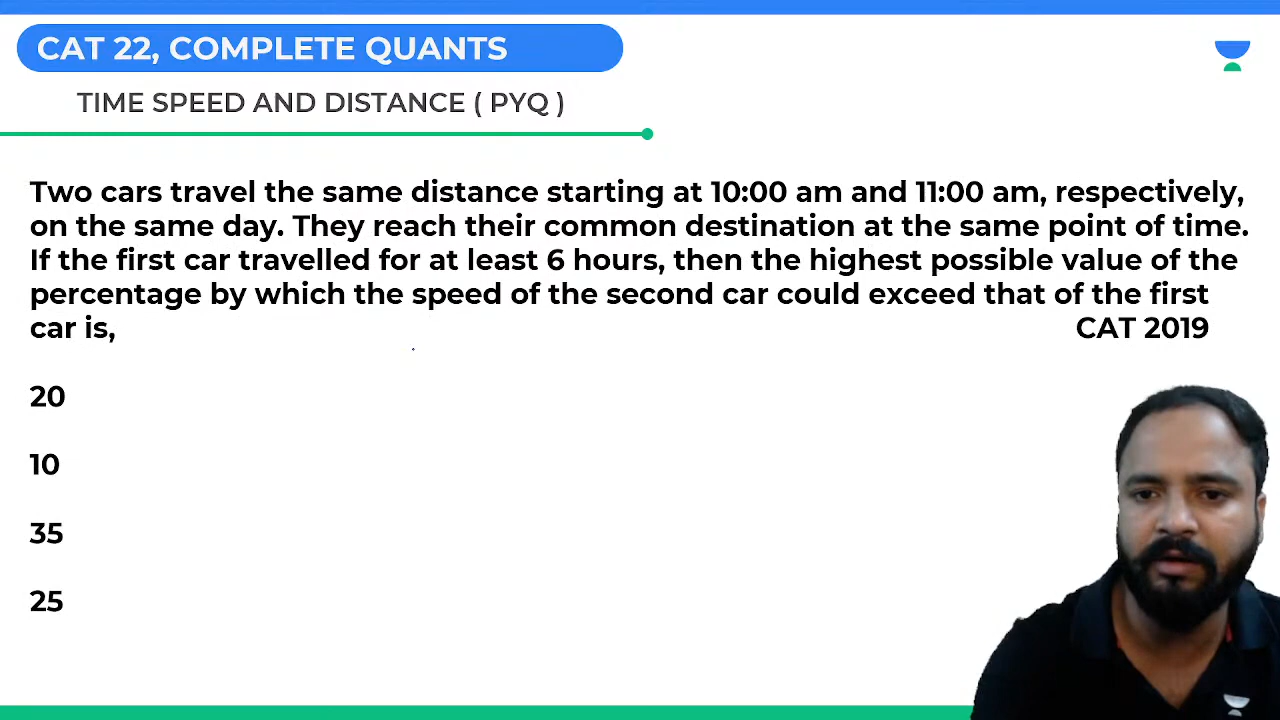 CAT 22, COMPLETE QUANTS
TIME SPEED AND DISTANCE ( PYQ )
Two cars travel the same distance starting at 10:00 am and 11:00 am, respectively,
on the same day. They reach their common destination at the same point of time.
If the first car travelled for at least 6 hours, then the highest possible value of the
percentage by which the speed of the second car could exceed that of the first
car is, CAT 2019
20
10
35
25